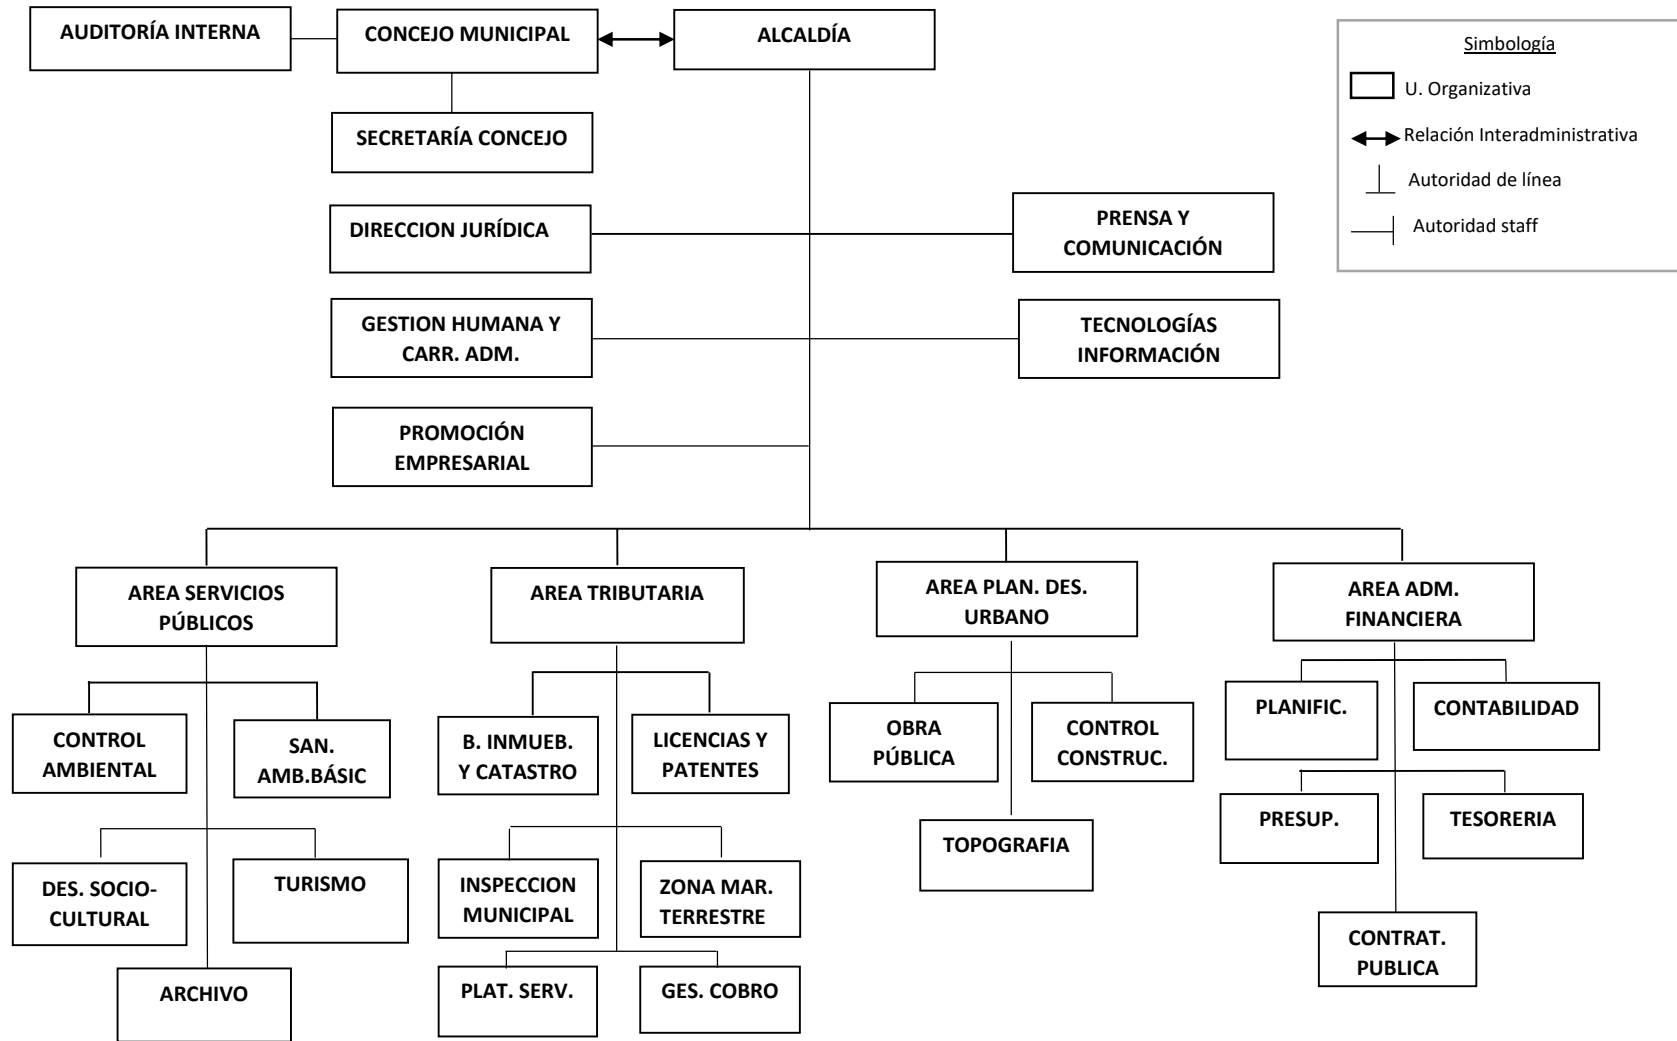 AUDITORÍA INTERNA
CONCEJO MUNICIPAL
ALCALDÍA
Simbología
U. Organizativa
Relación Interadministrativa
Autoridad de línea
Autoridad staff
SECRETARÍA CONCEJO
DIRECCION JURÍDICA
PRENSA Y
COMUNICACIÓN
GESTION HUMANA Y
CARR. ADM.
TECNOLOGÍAS
INFORMACIÓN
PROMOCIÓN
EMPRESARIAL
AREA SERVICIOS
PÚBLICOS
AREA TRIBUTARIA
AREA PLAN. DES.
URBANO
AREA ADM.
FINANCIERA
CONTROL
AMBIENTAL
SAN.
AMB.BÁSIC
B. INMUEB.
Y CATASTRO
LICENCIAS Y
PATENTES
OBRA
PÚBLICA
CONTROL
CONSTRUC.
PLANIFIC.
CONTABILIDAD
DES. SOCIO-
CULTURAL
TURISMO
INSPECCION
MUNICIPAL
ZONA MAR.
TERRESTRE
TOPOGRAFIA
PRESUP.
TESORERIA
ARCHIVO
PLAT. SERV.
GES. COBRO
CONTRAT.
PUBLICA